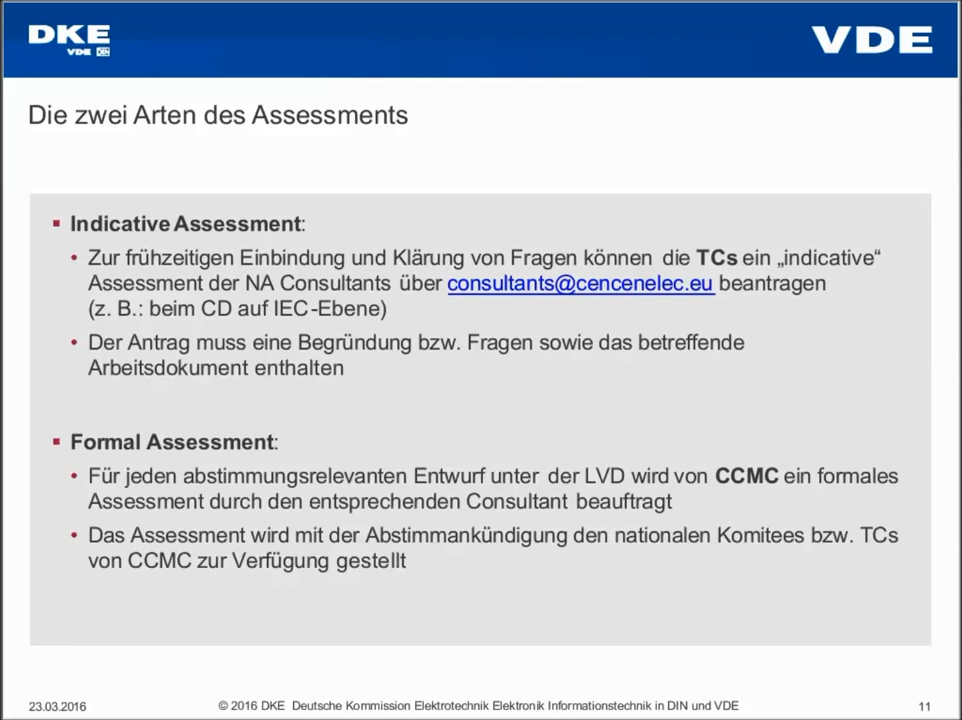 DKE
VDE DIN
VDE
Die zwei Arten des Assessments
▪ Indicative Assessment:
• Zur frühzeitigen Einbindung und Klärung von Fragen können die TCs ein „indicative“
Assessment der NA Consultants über consultants@cencenelec.eu beantragen
(z. B.: beim CD auf IEC-Ebene)
• Der Antrag muss eine Begründung bzw. Fragen sowie das betreffende
Arbeitsdokument enthalten
▪ Formal Assessment:
• Für jeden abstimmungsrelevanten Entwurf unter der LVD wird von CCMC ein formales
Assessment durch den entsprechenden Consultant beauftragt
• Das Assessment wird mit der Abstimmankündigung den nationalen Komitees bzw. TCs
von CCMC zur Verfügung gestellt
23.03.2016
© 2016 DKE Deutsche Kommission Elektrotechnik Elektronik Informationstechnik in DIN und VDE
11